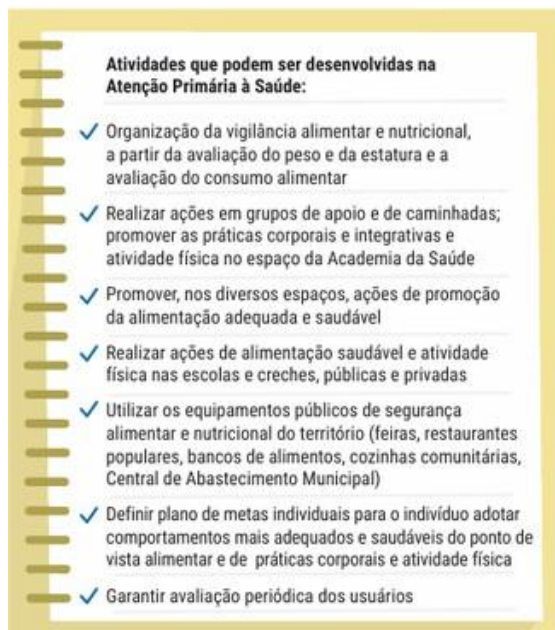 Atividades que podem ser desenvolvidas na
Atenção Primária à Saúde:
Organização da vigilância alimentar e nutricional,
a partir da avaliação do peso e da estatura e a
avaliação do consumo alimentar
Realizar ações em grupos de apoio e de caminhadas;
promover as práticas corporais e integrativas e
atividade física no espaço da Academia da Saúde
Promover, nos diversos espaços, ações de promoção
da alimentação adequada e saudável
Realizar ações de alimentação saudável e atividade
física nas escolas e creches, públicas e privadas
Utilizar os equipamentos públicos de segurança
alimentar e nutricional do território (feiras, restaurantes
populares, bancos de alimentos, cozinhas comunitárias,
Central de Abastecimento Municipal)
Definir plano de metas individuais para o indivíduo adotar
comportamentos mais adequados e saudáveis do ponto de
vista alimentar e de práticas corporais e atividade física
Garantir avaliação periódica dos usuários